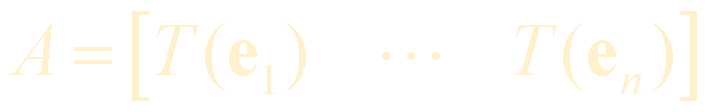 A = [T(e₁) ⋯ T(eₙ)]